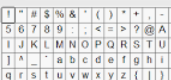 ! " # $ % & ' ( ) * + , -
5 6 7 8 9 : ; < = > ? @ A
I J K L M N O P Q R S T U
] ^ _ ` a b c d e f g h i
q r s t u v w x y z { | }